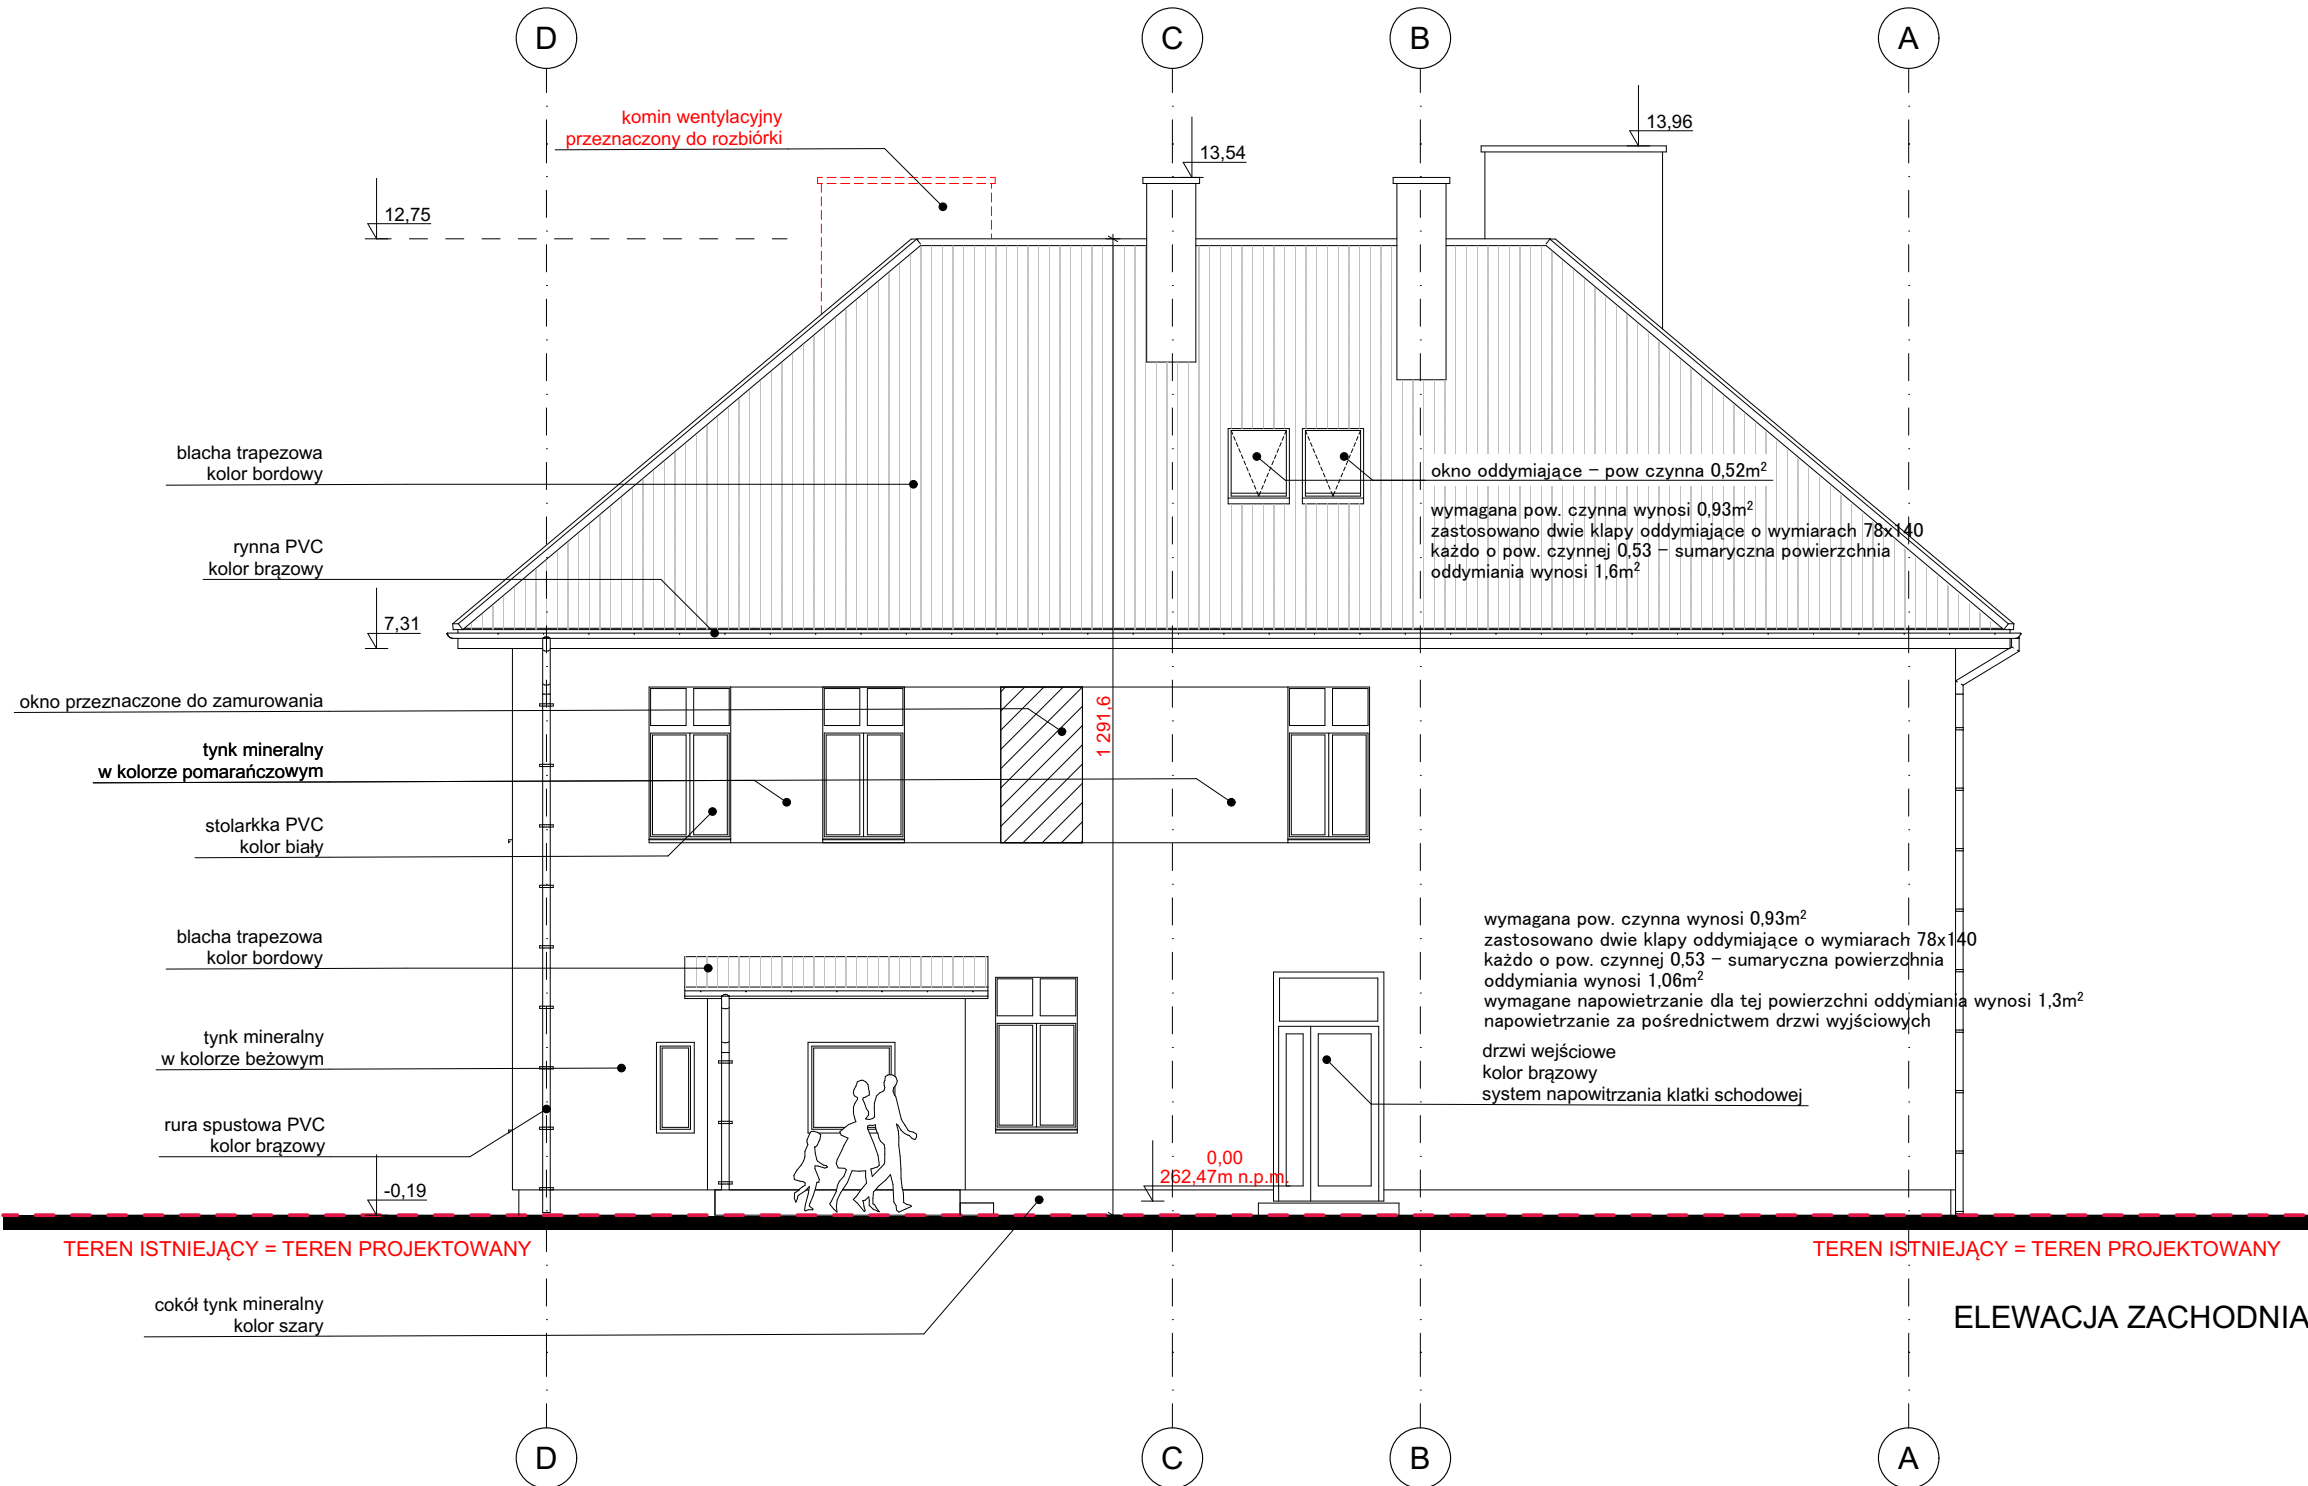 D
C
B
A
komin wentylacyjny
przeznaczony do rozbiórki
13,96
13,54
12,75
blacha trapezowa
kolor bordowy
okno oddymiające – pow czynna 0,52m²
wymagana pow. czynna wynosi 0,93m²
zastosowano dwie klapy oddymiające o wymiarach 78x140
każdo o pow. czynnej 0,53 – sumaryczna powierzchnia
oddymiania wynosi 1,6m²
rynna PVC
kolor brązowy
7,31
okno przeznaczone do zamurowania
1 291,6
tynk mineralny
w kolorze pomarańczowym
stolarkka PVC
kolor biały
blacha trapezowa
kolor bordowy
wymagana pow. czynna wynosi 0,93m²
zastosowano dwie klapy oddymiające o wymiarach 78x140
każdo o pow. czynnej 0,53 – sumaryczna powierzchnia
oddymiania wynosi 1,06m²
wymagane napowietrzanie dla tej powierzchni oddymiania wynosi 1,3m²
napowietrzanie za pośrednictwem drzwi wyjściowych
tynk mineralny
w kolorze beżowym
drzwi wejściowe
kolor brązowy
system napowitrzania klatki schodowej
rura spustowa PVC
kolor brązowy
0,00
262,47m n.p.m.
-0,19
TEREN ISTNIEJĄCY = TEREN PROJEKTOWANY
TEREN ISTNIEJĄCY = TEREN PROJEKTOWANY
cokół tynk mineralny
kolor szary
ELEWACJA ZACHODNIA
D
C
B
A